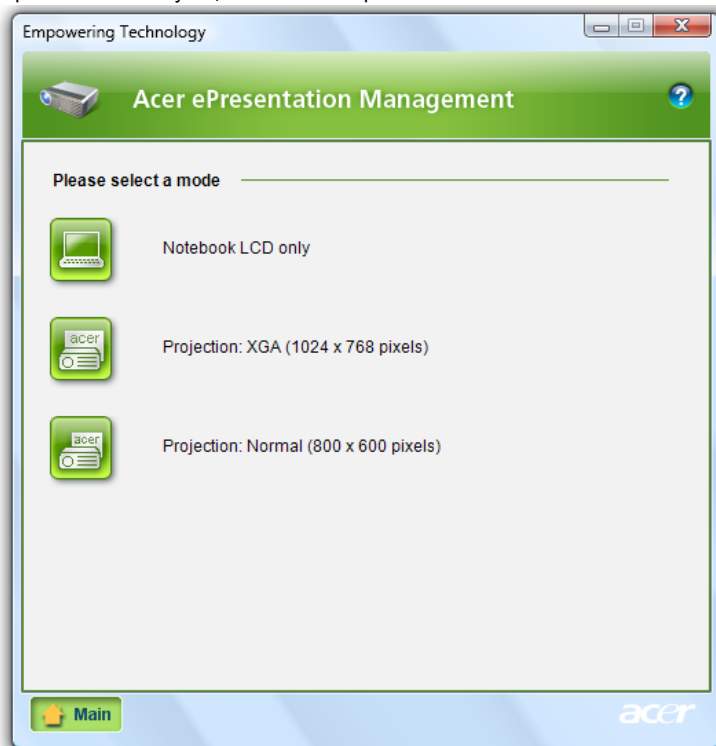 Empowering Technology
Acer ePresentation Management
?
Please select a mode
Notebook LCD only
acer
Projection: XGA (1024 x 768 pixels)
acer
Projection: Normal (800 x 600 pixels)
Main
acer